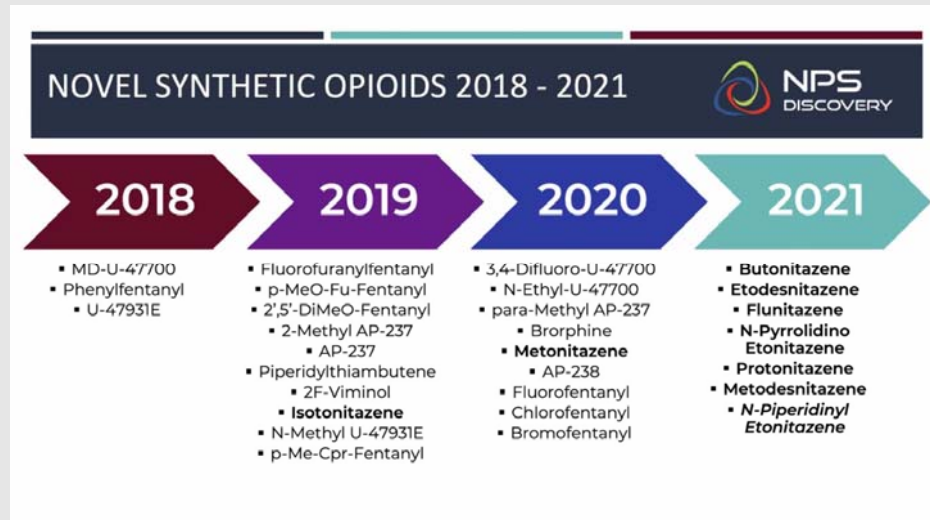 NOVEL SYNTHETIC OPIOIDS 2018 - 2021
NPS
DISCOVERY
2018
▪ MD-U-47700
▪ Phenylfentanyl
▪ U-47931E
2019
▪ Fluorofuranylfentanyl
▪ p-MeO-Fu-Fentanyl
▪ 2',5'-DiMeO-Fentanyl
▪ 2-Methyl AP-237
▪ AP-237
▪ Piperidylthiambutene
▪ 2F-Viminol
▪ Isotonitazene
▪ N-Methyl U-47931E
▪ p-Me-Cpr-Fentanyl
2020
▪ 3,4-Difluoro-U-47700
▪ N-Ethyl-U-47700
▪ para-Methyl AP-237
▪ Brorphine
▪ Metonitazene
▪ AP-238
▪ Fluorofentanyl
▪ Chlorofentanyl
▪ Bromofentanyl
2021
▪ Butonitazene
▪ Etodesnitazene
▪ Flunitazene
▪ N-Pyrrolidino
Etonitazene
▪ Protonitazene
▪ Metodesnitazene
▪ N-Piperidinyl
Etonitazene